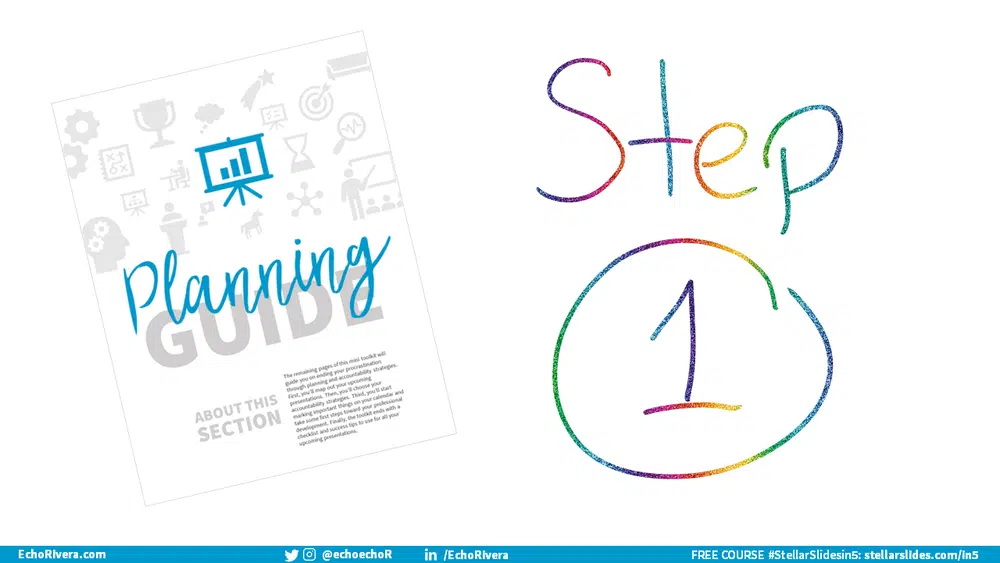 Planning
GUIDE
ABOUT THIS
SECTION
The remaining pages of this mini toolkit will
guide you on ending your procrastination
through planning and accountability strategies.
First, you'll map out your upcoming
presentations. Then, you'll choose your
accountability strategies. Third, you'll start
marking important things on your calendar and
take some first steps toward your professional
development. Finally, the toolkit ends with a
checklist and success tips to use for all your
upcoming presentations.
Step
1
EchoRivera.com
@echoechoR
/EchoRivera
FREE COURSE #StellarSlidesin5: stellarslides.com/in5